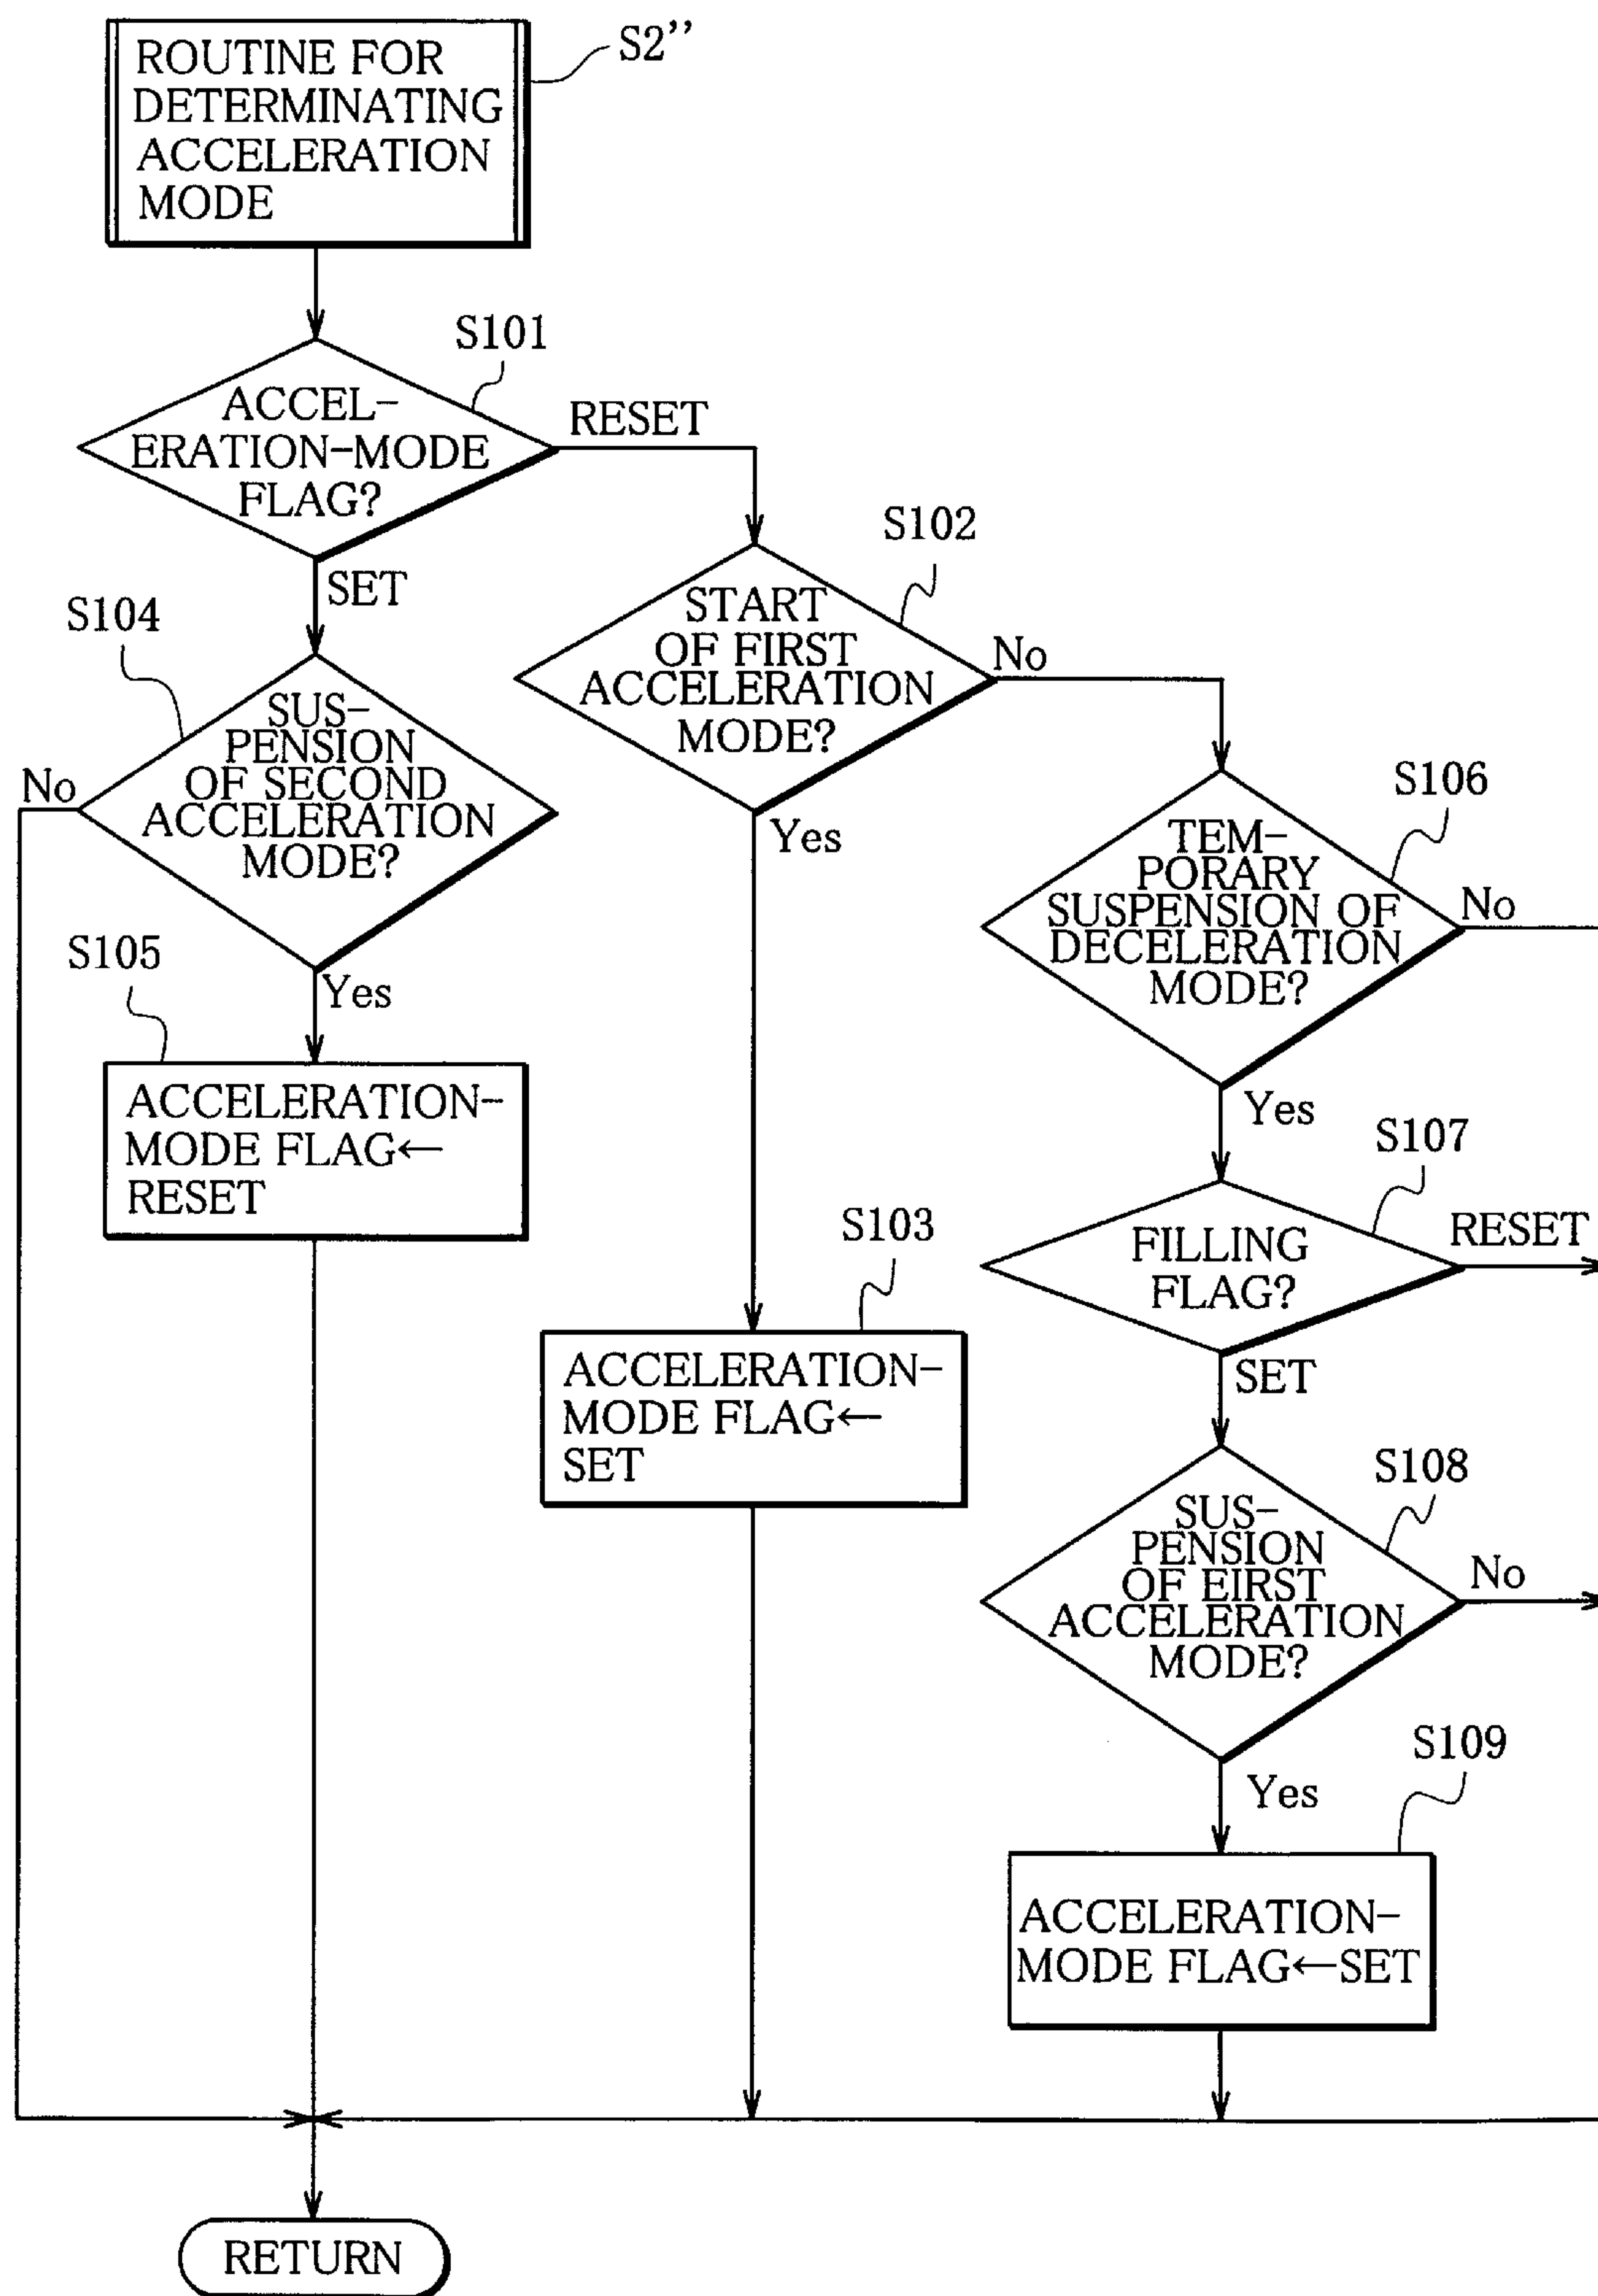 ROUTINE FOR
DETERMINATING
ACCELERATION
MODE
S2’’
S101
ACCEL-
ERATION-MODE
FLAG?
RESET
SET
S102
START
OF FIRST
ACCELERATION
MODE?
No
Yes
S104
SUS-
PENSION
OF SECOND
ACCELERATION
MODE?
No
Yes
S105
ACCELERATION-
MODE FLAG←
RESET
S106
TEM-
PORARY
SUSPENSION OF
DECELERATION
MODE?
No
Yes
S107
FILLING
FLAG?
RESET
SET
S103
ACCELERATION-
MODE FLAG←
SET
S108
SUS-
PENSION
OF EIRST
ACCELERATION
MODE?
No
Yes
S109
ACCELERATION-
MODE FLAG←SET
RETURN